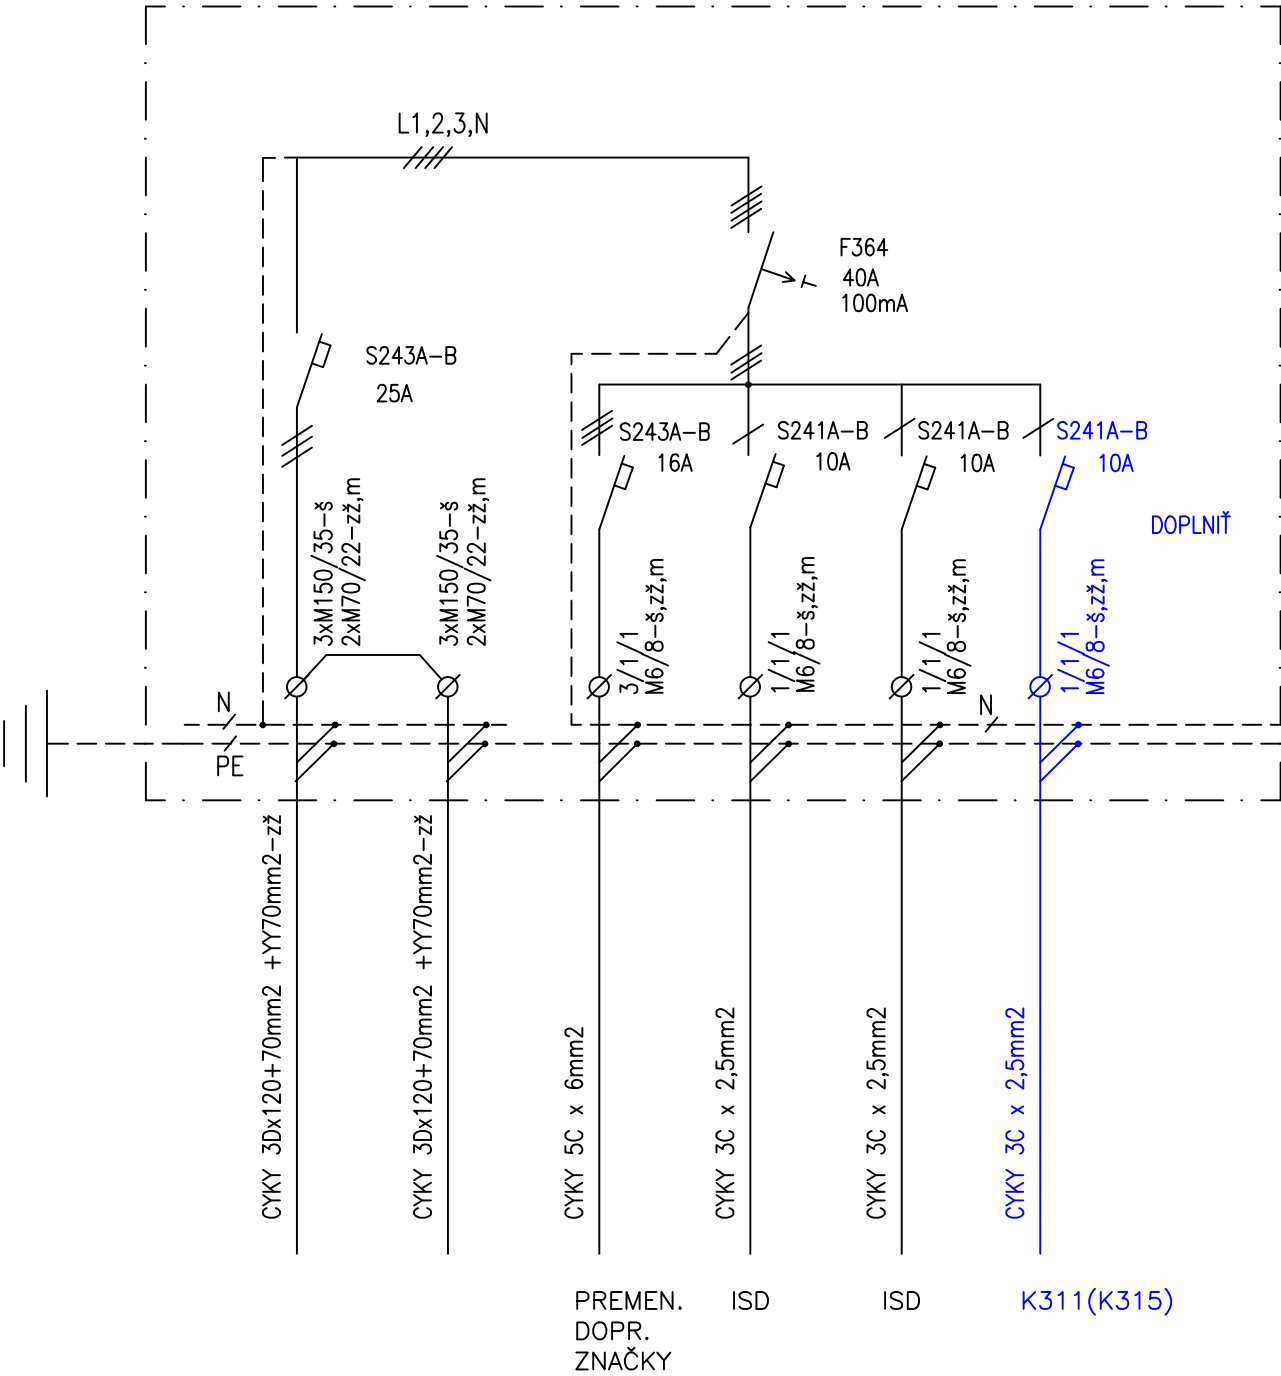 L1,2,3,N
F364
40A
100mA
S243A-B
25A
S243A-B
16A
S241A-B
10A
S241A-B
10A
S241A-B
10A
DOPLNIŤ
3xM150/35-š
2xM70/22-zž,m
3xM150/35-š
2xM70/22-zž,m
3/1/1
M6/8-š,zž,m
1/1/1
M6/8-š,zž,m
1/1/1
M6/8-š,zž,m
1/1/1
M6/8-š,zž,m
N
N
PE
CYKY 3Dx120+70mm2 +YY70mm2-zž
CYKY 3Dx120+70mm2 +YY70mm2-zž
CYKY 5C x 6mm2
CYKY 3C x 2,5mm2
CYKY 3C x 2,5mm2
CYKY 3C x 2,5mm2
PREMEN.
DOPR.
ZNAČKY
ISD
ISD
K311(K315)